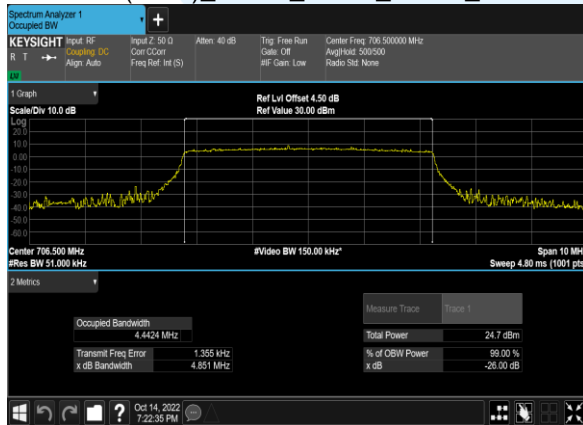 Spectrum Analyzer 1
Occupied BW
KEYSIGHT
R T
LXI
Input: RF
Coupling: DC
Align: Auto
Input Z: 50 Ω
Corr CCorr
Freq Ref: Int (S)
Atten: 40 dB
Trig: Free Run
Gate: Off
#IF Gain: Low
Center Freq: 706.500000 MHz
Avg|Hold: 500/500
Radio Std: None
1 Graph
Scale/Div 10.0 dB
Ref Lvl Offset 4.50 dB
Ref Value 30.00 dBm
Log
20.0
10.0
0.00
-10.0
-20.0
-30.0
-40.0
-50.0
-60.0
Center 706.500 MHz
#Video BW 150.00 kHz*
Span 10 MH
#Res BW 51.000 kHz
Sweep 4.80 ms (1001 pts
2 Metrics
Measure Trace
Trace 1
Occupied Bandwidth
4.4424 MHz
Total Power
24.7 dBm
Transmit Freq Error
1.355 kHz
% of OBW Power
99.00 %
x dB Bandwidth
4.851 MHz
x dB
-26.00 dB
Oct 14, 2022
7:22:35 PM